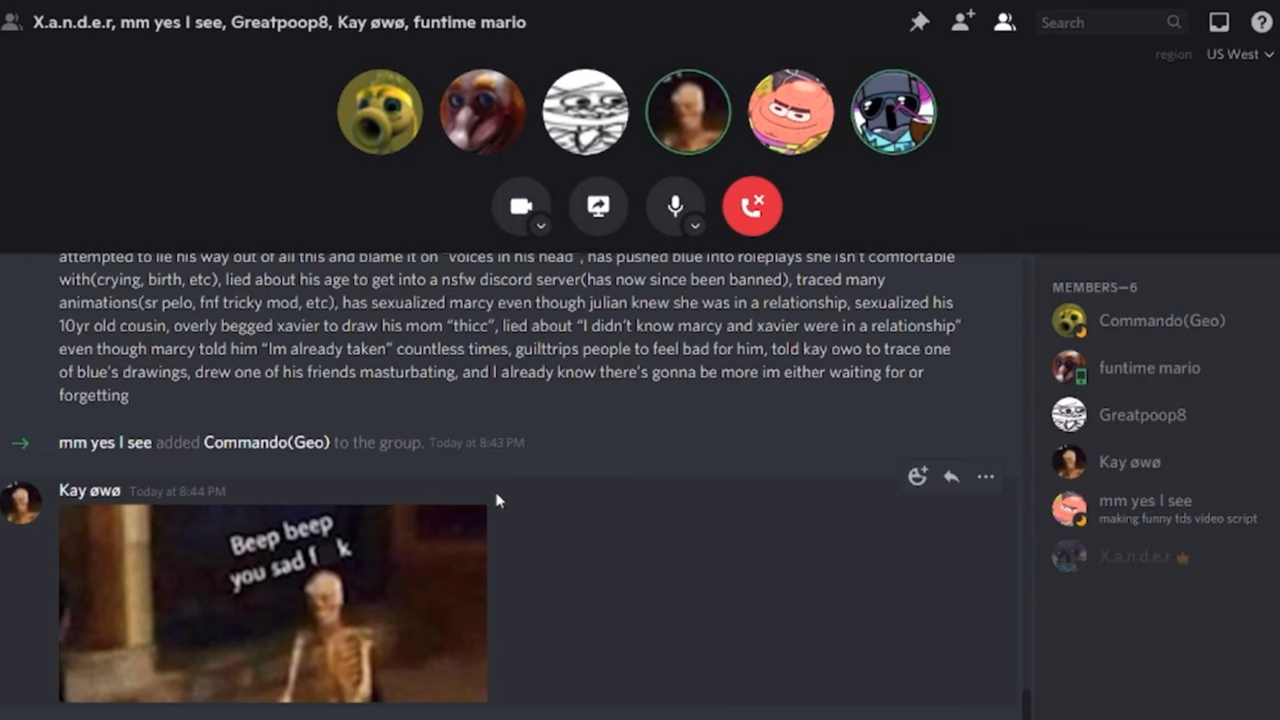 X.a.n.d.e.r, mm yes I see, Greatpoop8, Kay øwø, funtime mario
Search
region US West
attempted to lie his way out of all this and blame it on "voices in his head", has pushed blue into roleplays she isn't comfortable
with(crying, birth, etc), lied about his age to get into a nsfw discord server(has now since been banned), traced many
animations(sr pelo, fnf tricky mod, etc), has sexualized marcy even though julian knew she was in a relationship, sexualized his
10yr old cousin, overly begged xavier to draw his mom "thicc", lied about "I didn't know marcy and xavier were in a relationship"
even though marcy told him "Im already taken" countless times, guilttrips people to feel bad for him, told kay owo to trace one
of blue's drawings, drew one of his friends masturbating, and I already know there's gonna be more im either waiting for or
forgetting
mm yes I see added Commando(Geo) to the group. Today at 8:43 PM
Kay øwø Today at 8:44 PM
Beep beep
you sad f k
MEMBERS—6
Commando(Geo)
funtime mario
Greatpoop8
Kay øwø
mm yes I see
making funny tds video script
X.a.n.d.e.r